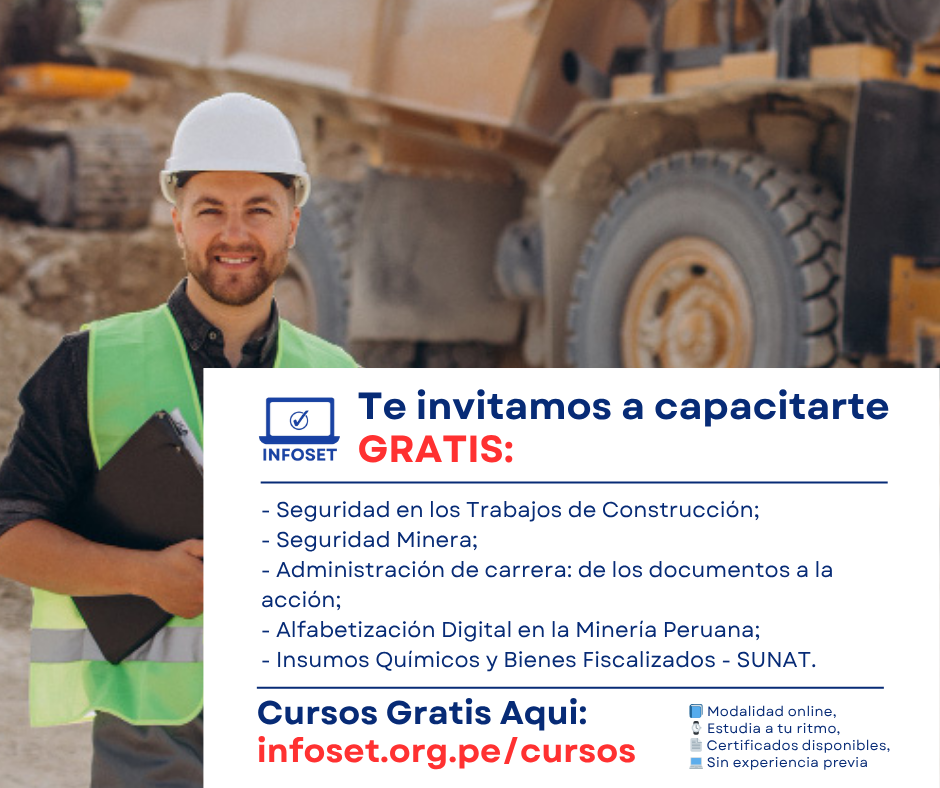 Te invitamos a capacitarte
GRATIS:
INFOSET
- Seguridad en los Trabajos de Construcción;
- Seguridad Minera;
- Administración de carrera: de los documentos a la
acción;
- Alfabetización Digital en la Minería Peruana;
- Insumos Químicos y Bienes Fiscalizados - SUNAT.
Cursos Gratis Aqui:
infoset.org.pe/cursos
Modalidad online,
Estudia a tu ritmo,
Certificados disponibles,
Sin experiencia previa